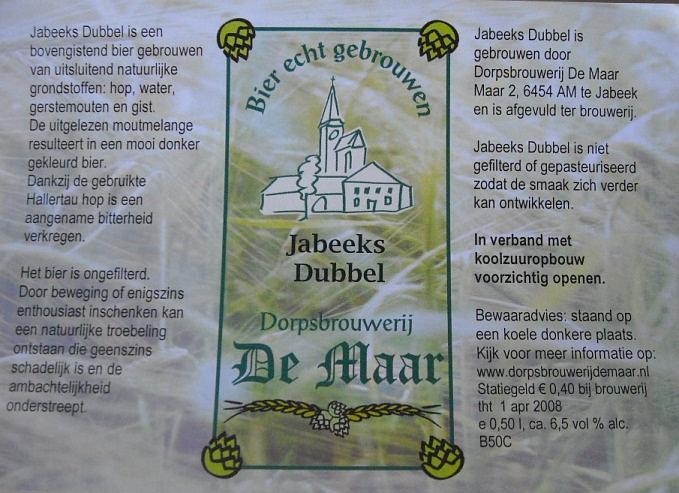 Jabeeks Dubbel is een
bovengistend bier gebrouwen
van uitsluitend natuurlijke
grondstoffen: hop, water,
gerstemouten en gist.
De uitgelezen moutmelange
resulteert in een mooi donker
gekleurd bier.
Dankzij de gebruikte
Hallertau hop is een
aangename bitterheid
verkregen.
Het bier is ongefilterd.
Door beweging of enigszins
enthousiast inschenken kan
een natuurlijke troebeling
ontstaan die geenszins
schadelijk is en de
ambachtelijkheid
onderstreept.
Bier echt gebrouwen
Jabeeks
Dubbel
Dorpsbrouwerij
De Maar
Jabeeks Dubbel is
gebrouwen door
Dorpsbrouwerij De Maar
Maar 2, 6454 AM te Jabeek
en is afgevuld ter brouwerij.
Jabeeks Dubbel is niet
gefilterd of gepasteuriseerd
zodat de smaak zich verder
kan ontwikkelen.
In verband met
koolzuuropbouw
voorzichtig openen.
Bewaaradvies: staand op
een koele donkere plaats.
Kijk voor meer informatie op:
www.dorpsbrouwerijdemaar.nl
Statiegeld € 0,40 bij brouwerij
tht 1 apr 2008
e 0,50 l, ca. 6,5 vol % alc.
B50C